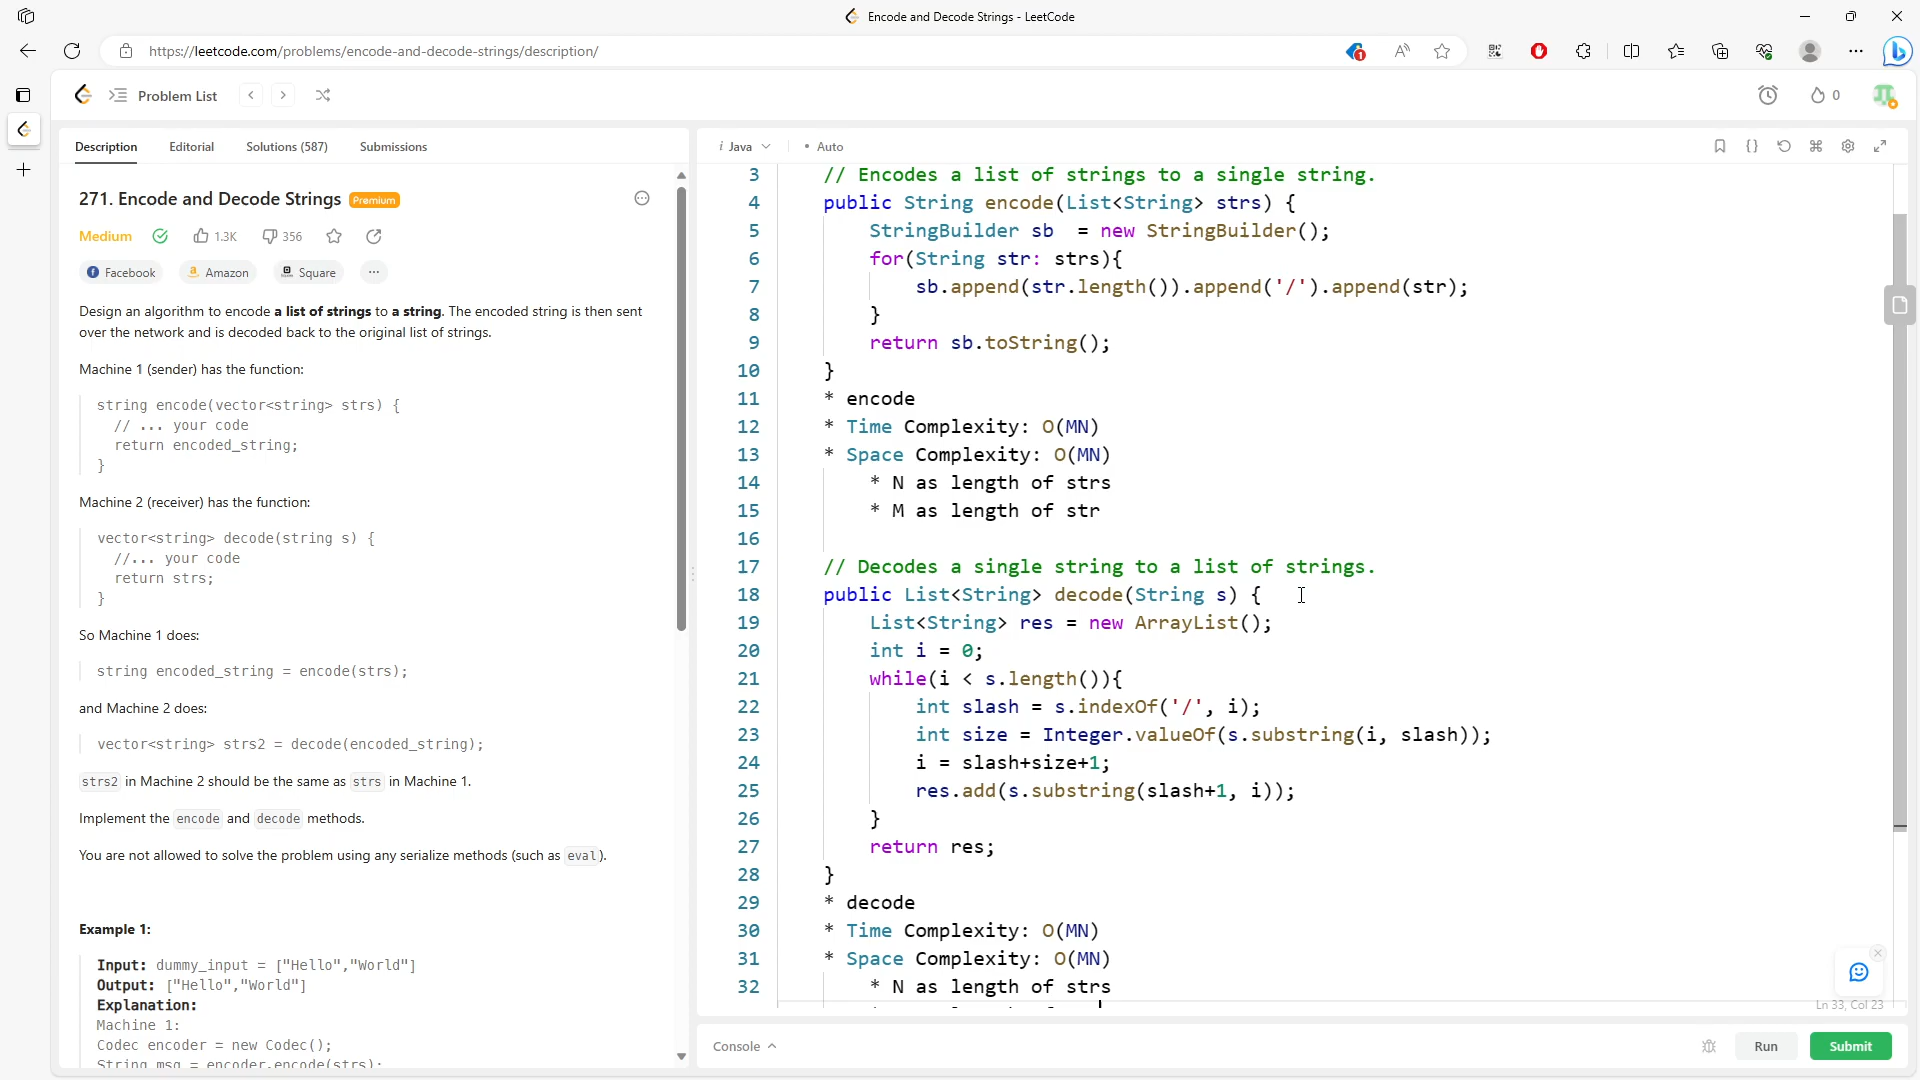 Encode and Decode Strings - LeetCode
https://leetcode.com/problems/encode-and-decode-strings/description/
1
Problem List
0
Description Editorial Solutions (587) Submissions
271. Encode and Decode Strings Premium
Medium 1.3K 356
Facebook Amazon Square ...
Design an algorithm to encode a list of strings to a string. The encoded string is then sent
over the network and is decoded back to the original list of strings.
Machine 1 (sender) has the function:
string encode(vector<string> strs) {
// ... your code
return encoded_string;
}
Machine 2 (receiver) has the function:
vector<string> decode(string s) {
//... your code
return strs;
}
So Machine 1 does:
string encoded_string = encode(strs);
and Machine 2 does:
vector<string> strs2 = decode(encoded_string);
strs2 in Machine 2 should be the same as strs in Machine 1.
Implement the encode and decode methods.
You are not allowed to solve the problem using any serialize methods (such as eval).
Example 1:
Input: dummy_input = ["Hello","World"]
Output: ["Hello","World"]
Explanation:
Machine 1:
Codec encoder = new Codec();
String msg = encoder.encode(strs);
i Java • Auto
3 // Encodes a list of strings to a single string.
4 public String encode(List<String> strs) {
5 StringBuilder sb  = new StringBuilder();
6 for(String str: strs){
7 sb.append(str.length()).append('/').append(str);
8 }
9 return sb.toString();
10 }
11 * encode
12 * Time Complexity: O(MN)
13 * Space Complexity: O(MN)
14 * N as length of strs
15 * M as length of str
16
17 // Decodes a single string to a list of strings.
18 public List<String> decode(String s) {
19 List<String> res = new ArrayList();
20 int i = 0;
21 while(i < s.length()){
22 int slash = s.indexOf('/', i);
23 int size = Integer.valueOf(s.substring(i, slash));
24 i = slash+size+1;
25 res.add(s.substring(slash+1, i));
26 }
27 return res;
28 }
29 * decode
30 * Time Complexity: O(MN)
31 * Space Complexity: O(MN)
32 * N as length of strs
Ln 33, Col 23
Console Run Submit